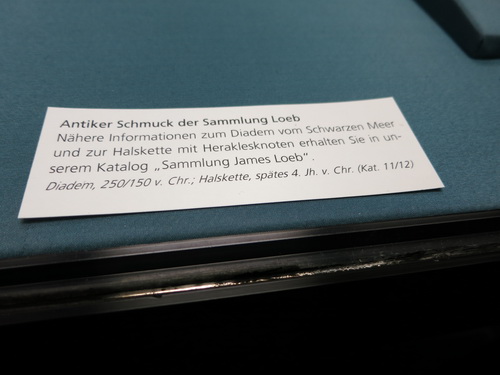 Antiker Schmuck der Sammlung Loeb
Nähere Informationen zum Diadem vom Schwarzen Meer
und zur Halskette mit Heraklesknoten erhalten Sie in un-
serem Katalog „Sammlung James Loeb“ .
Diadem, 250/150 v. Chr.; Halskette, spätes 4. Jh. v. Chr. (Kat. 11/12)